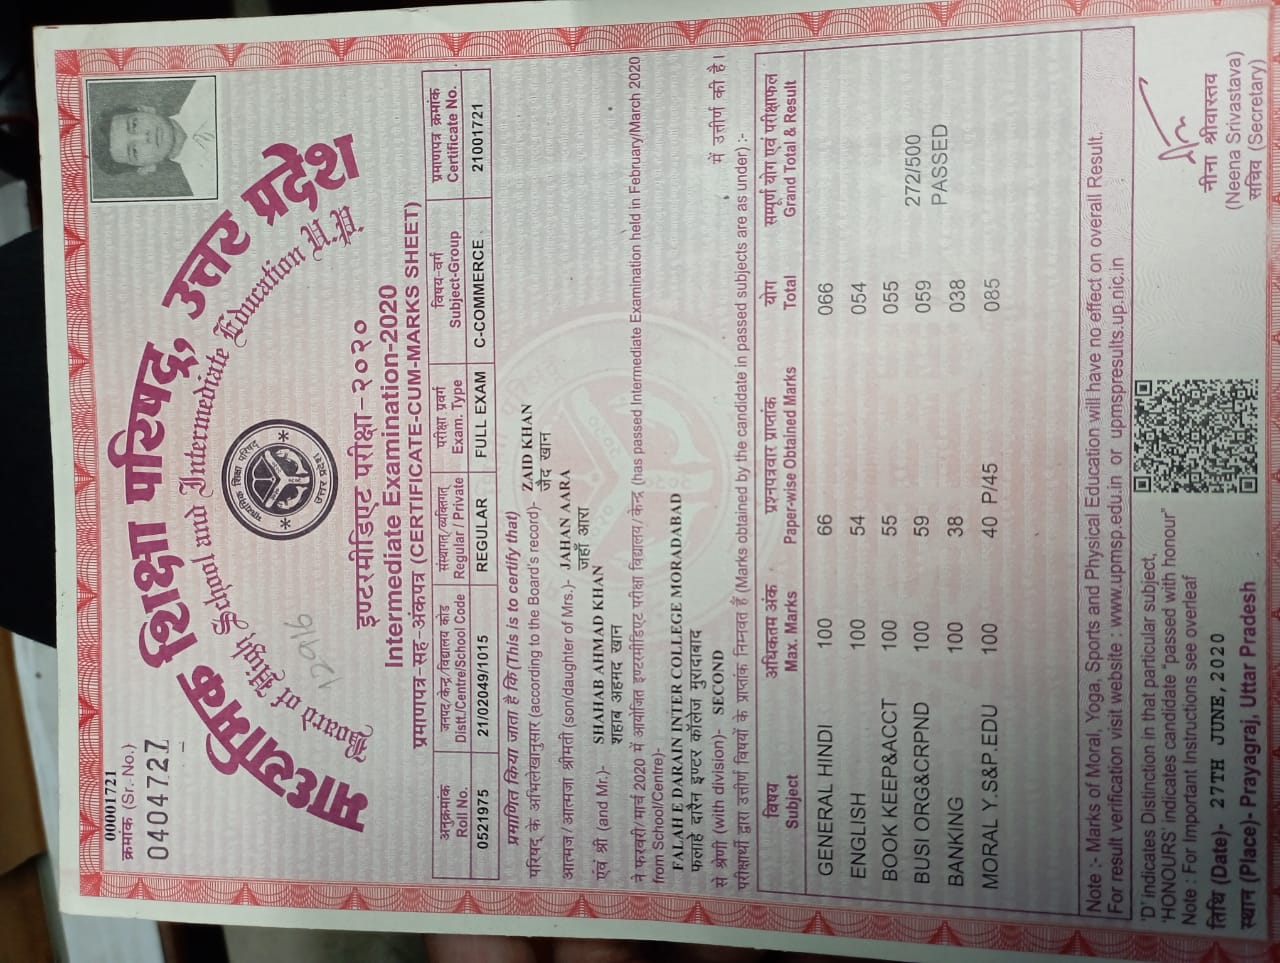 00001721
क्रमांक (Sr. No.)
0404727
माध्यमिक शिक्षा परिषद, उत्तर प्रदेश
Board of High School and Intermediate Education U.P.
12916
माध्यमिक शिक्षा परिषद
उत्तर प्रदेश
इण्टरमीडिएट परीक्षा-२०२०
Intermediate Examination-2020
प्रमाणपत्र-सह-अंकपत्र (CERTIFICATE-CUM-MARKS SHEET)
अनुक्रमांक Roll No. जनपद/केन्द्र/विद्यालय कोड Distt./Centre/School Code संस्थागत/व्यक्तिगत Regular / Private परीक्षा प्रवर्ग Exam. Type विषय-वर्ग Subject-Group प्रमाणपत्र क्रमांक Certificate No.
0521975 21/02049/1015 REGULAR FULL EXAM C-COMMERCE 21001721
प्रमाणित किया जाता है कि (This is to certify that)
परिषद के अभिलेखानुसार (according to the Board's record)- ZAID KHAN
जैद खान
आत्मज/आत्मजा श्रीमती (son/daughter of Mrs.)- JAHAN AARA
जहाँ आरा
एवं श्री (and Mr.)- SHAHAB AHMAD KHAN
शहाब अहमद खान
ने फरवरी/मार्च 2020 में आयोजित इण्टरमीडिएट परीक्षा विद्यालय/केन्द्र (has passed Intermediate Examination held in February/March 2020
from School/Centre)-
FALAH E DARAIN INTER COLLEGE MORADABAD
फलाहे दारैन इण्टर कॉलेज मुरादाबाद
से श्रेणी (with division)- SECOND में उत्तीर्ण की है।
परीक्षार्थी द्वारा उत्तीर्ण विषयों के प्राप्तांक निम्नवत हैं (Marks obtained by the candidate in passed subjects are as under) :-
विषय अधिकतम अंक प्रश्नपत्रवार प्राप्तांक योग सम्पूर्ण योग एवं परीक्षाफल
Subject Max. Marks Paper-wise Obtained Marks Total Grand Total & Result
GENERAL HINDI 100 66 066
ENGLISH 100 54 054
BOOK KEEP&ACCT 100 55 055
BUSI ORG&CRPND 100 59 059 272/500
BANKING 100 38 038 PASSED
MORAL Y.S&P.EDU 100 40 P/45 085
Note :- Marks of Moral, Yoga, Sports and Physical Education will have no effect on overall Result.
For result verification visit website : www.upmsp.edu.in or upmspresults.up.nic.in
'D' indicates Distinction in that particular subject,
'HONOURS' indicates candidate "passed with honour"
Note : For Important Instructions see overleaf
तिथि (Date)- 27TH JUNE,2020
स्थान (Place)- Prayagraj, Uttar Pradesh
नीना श्रीवास्तव
(Neena Srivastava)
सचिव (Secretary)